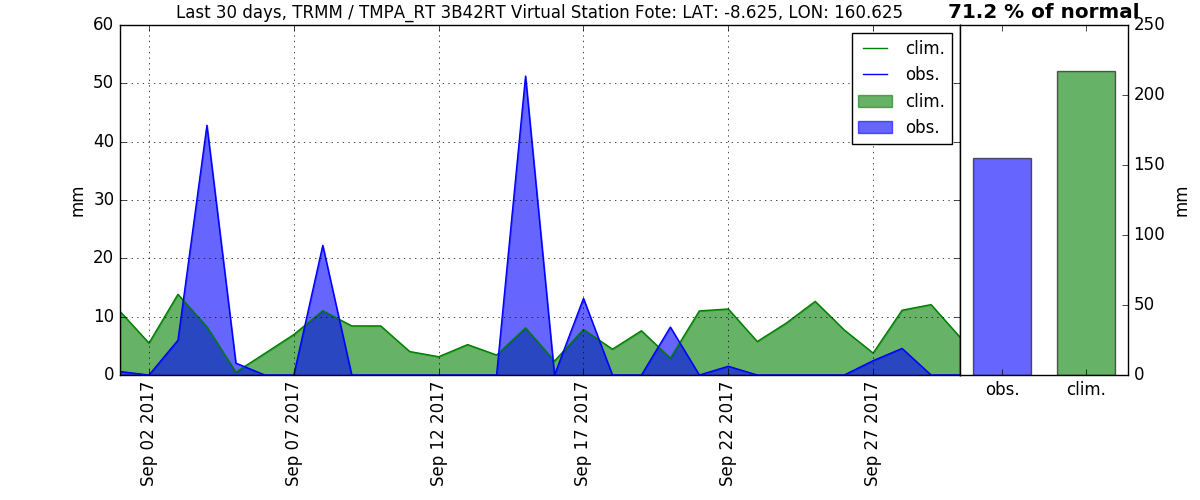 Last 30 days, TRMM / TMPA_RT 3B42RT Virtual Station Fote: LAT: -8.625, LON: 160.625
71.2 % of normal
60
50
40
30
20
10
0
mm
clim.
obs.
clim.
obs.
250
200
150
100
50
0
mm
Sep 02 2017
Sep 07 2017
Sep 12 2017
Sep 17 2017
Sep 22 2017
Sep 27 2017
obs.
clim.